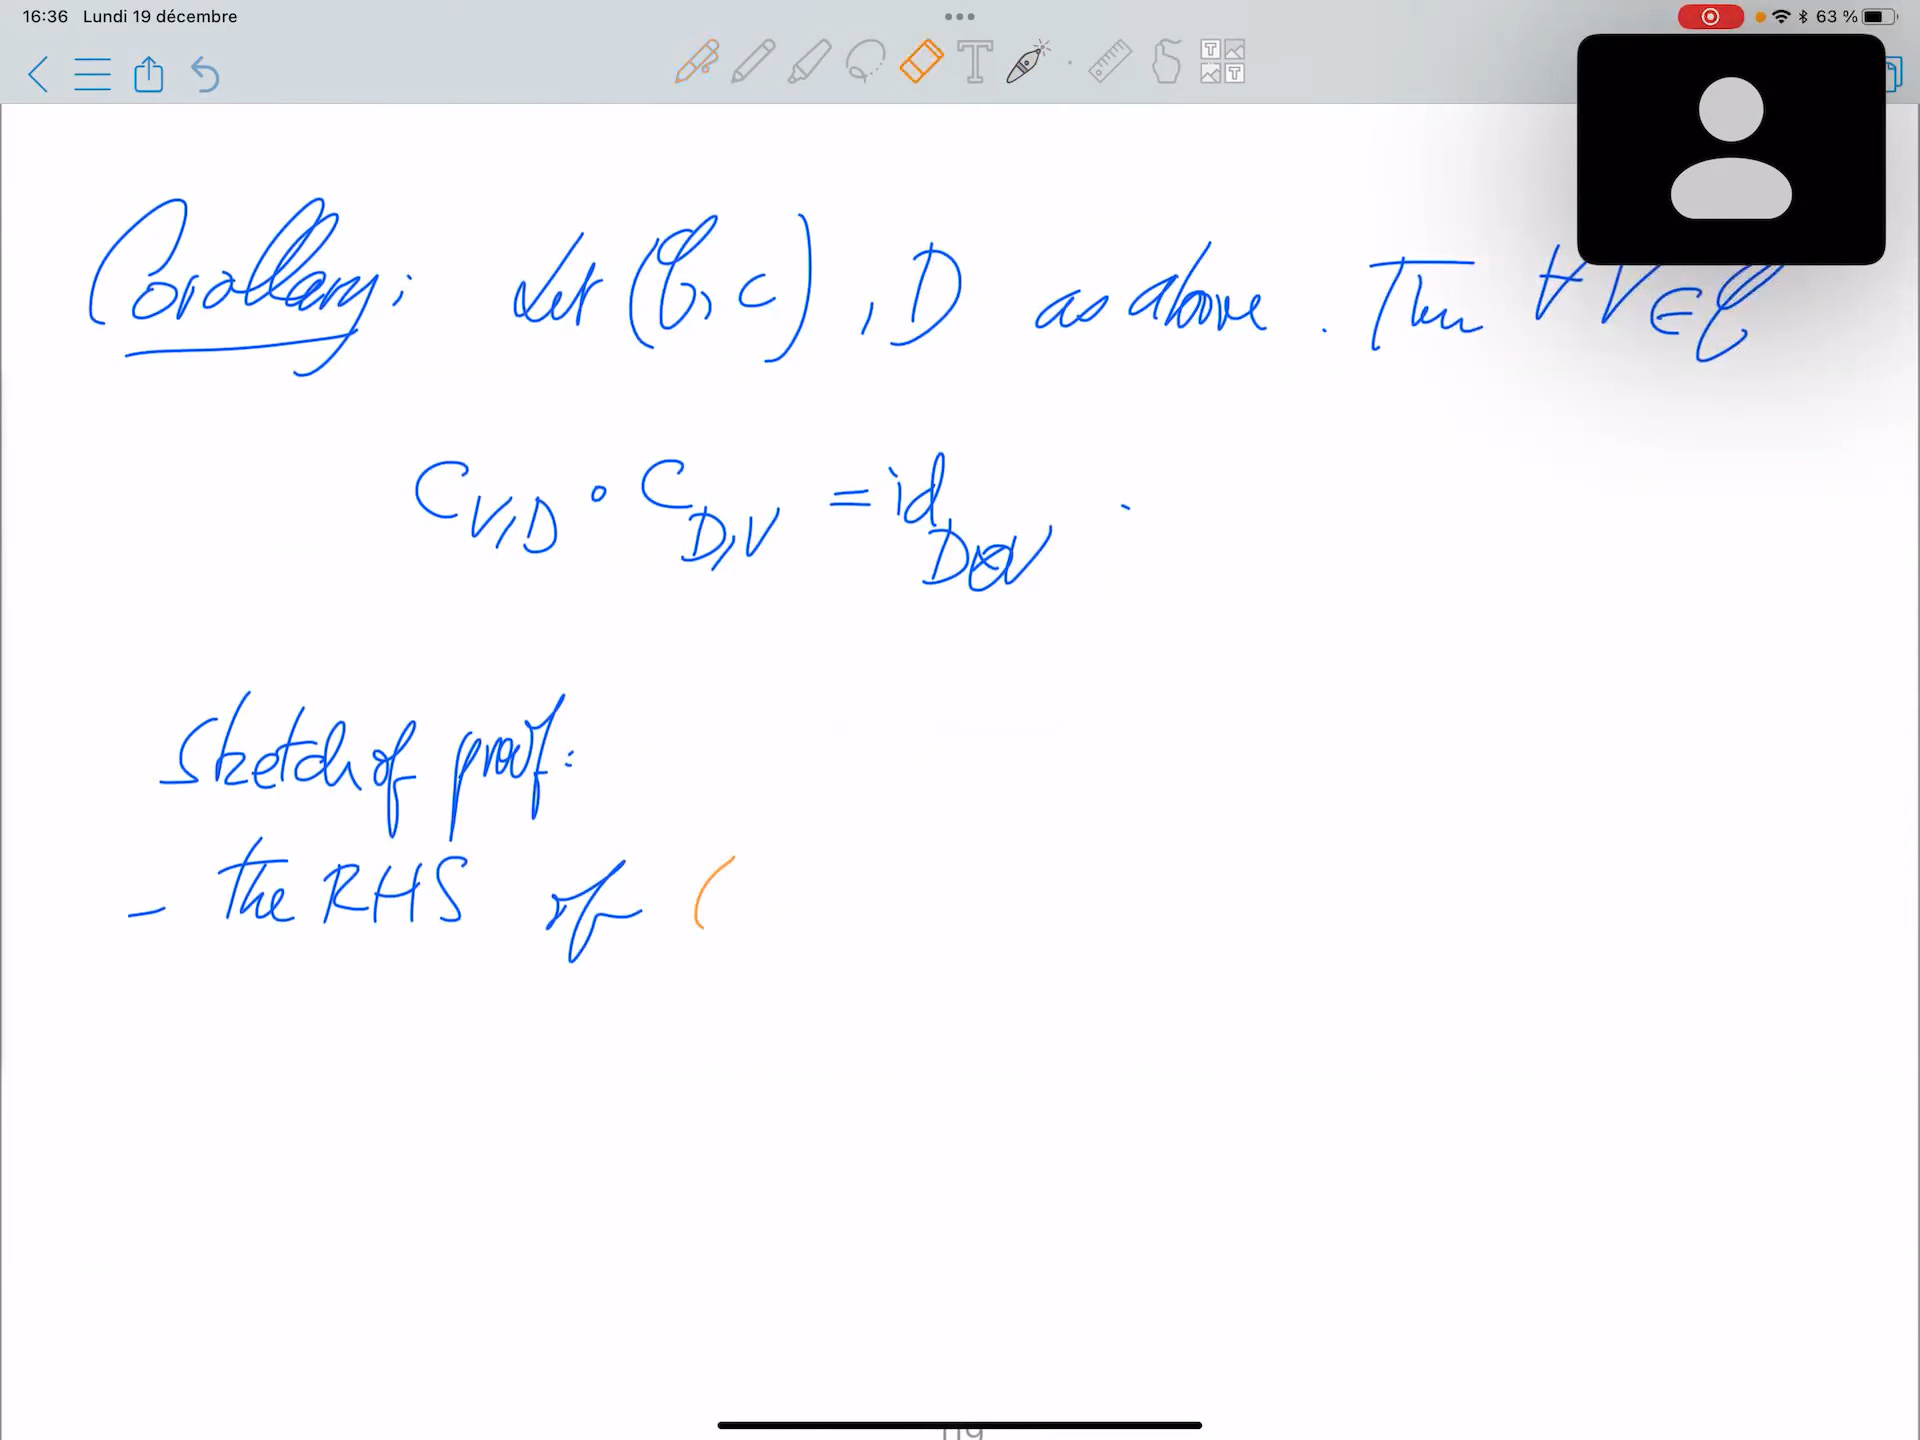 16:36 Lundi 19 décembre
63 %
Corollary: Let (𝒞, c), D as above. Then ∀ V ∈ 𝒞
C_{V,D} ∘ C_{D,V} = id_{D⊗V}.
Sketch of proof:
- the RHS of (